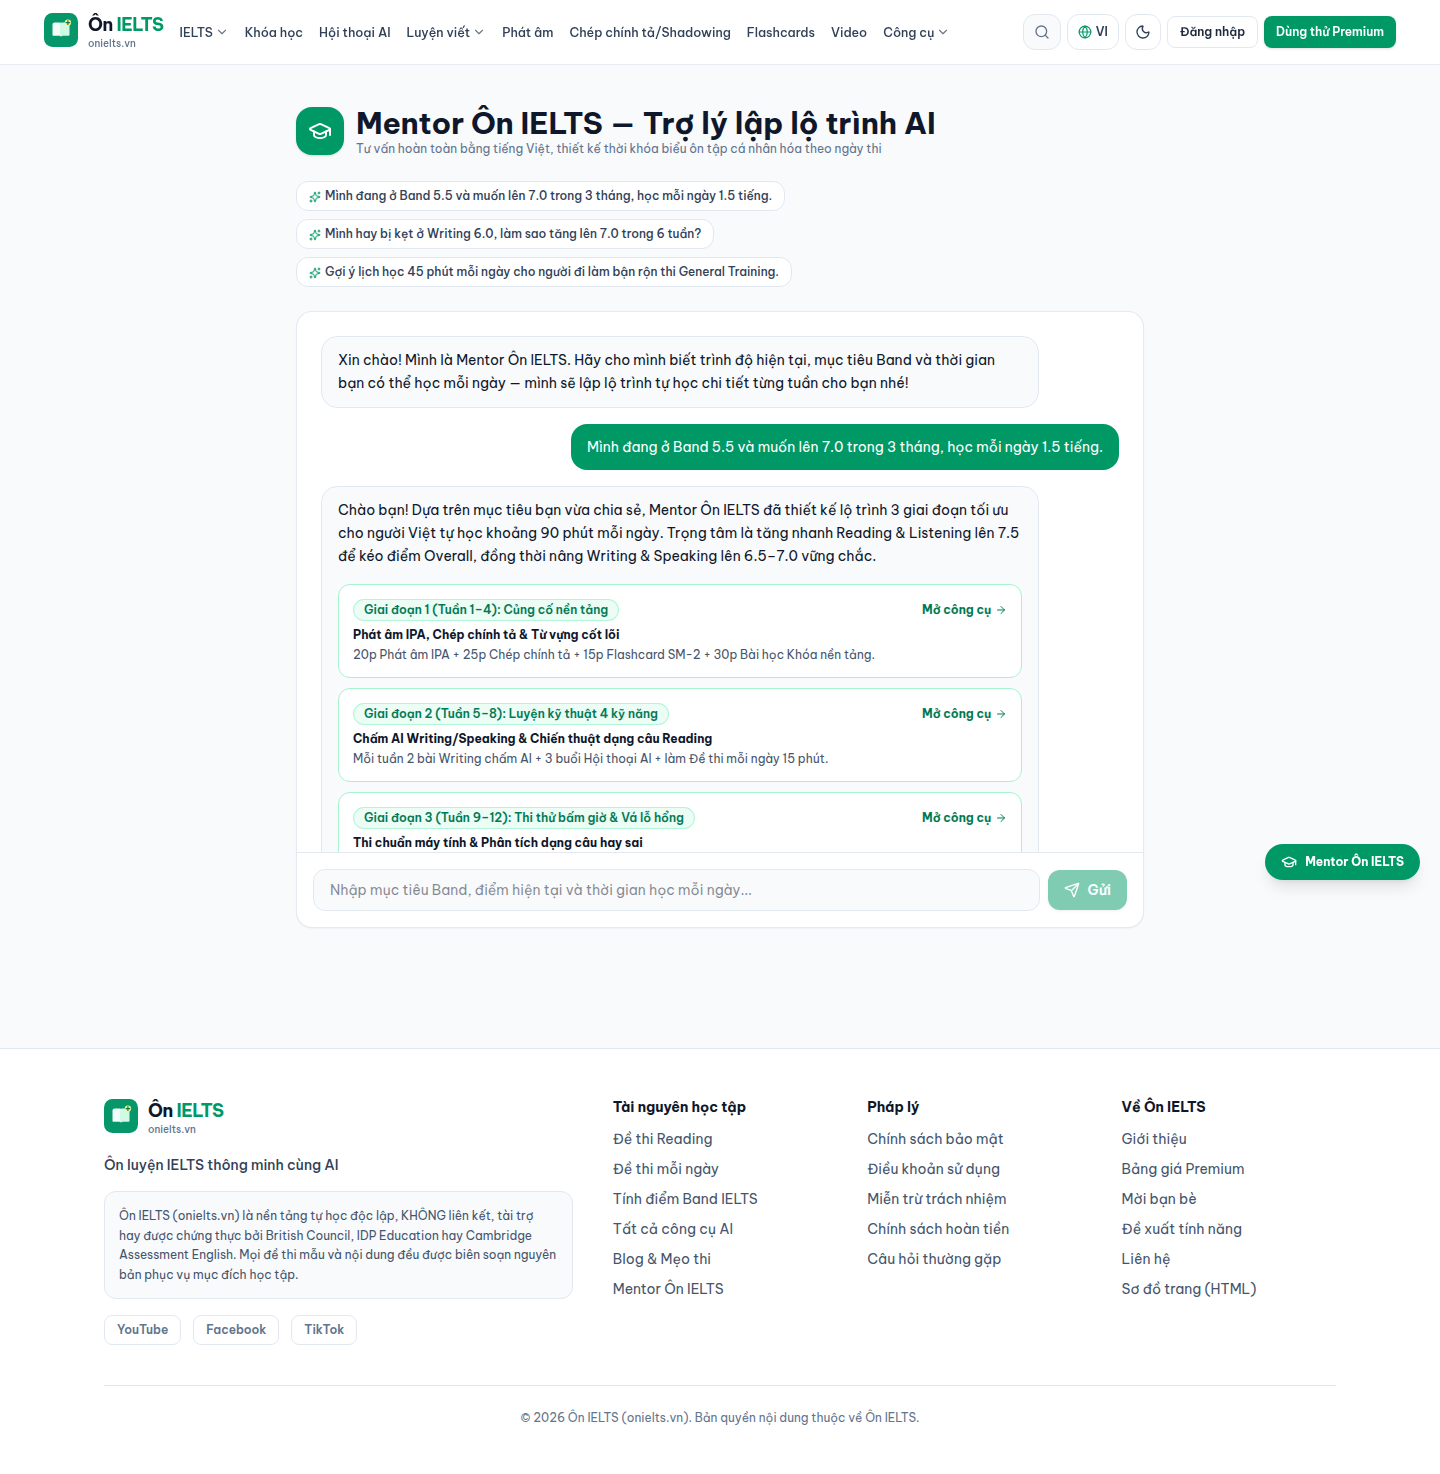 Ôn IELTS
onielts.vn
IELTS
Khóa học
Hội thoại AI
Luyện viết
Phát âm
Chép chính tả/Shadowing
Flashcards
Video
Công cụ
VI
Đăng nhập
Dùng thử Premium
Mentor Ôn IELTS — Trợ lý lập lộ trình AI
Tư vấn hoàn toàn bằng tiếng Việt, thiết kế thời khóa biểu ôn tập cá nhân hóa theo ngày thi
Mình đang ở Band 5.5 và muốn lên 7.0 trong 3 tháng, học mỗi ngày 1.5 tiếng.
Mình hay bị kẹt ở Writing 6.0, làm sao tăng lên 7.0 trong 6 tuần?
Gợi ý lịch học 45 phút mỗi ngày cho người đi làm bận rộn thi General Training.
Xin chào! Mình là Mentor Ôn IELTS. Hãy cho mình biết trình độ hiện tại, mục tiêu Band và thời gian
bạn có thể học mỗi ngày — mình sẽ lập lộ trình tự học chi tiết từng tuần cho bạn nhé!
Mình đang ở Band 5.5 và muốn lên 7.0 trong 3 tháng, học mỗi ngày 1.5 tiếng.
Chào bạn! Dựa trên mục tiêu bạn vừa chia sẻ, Mentor Ôn IELTS đã thiết kế lộ trình 3 giai đoạn tối ưu
cho người Việt tự học khoảng 90 phút mỗi ngày. Trọng tâm là tăng nhanh Reading & Listening lên 7.5
để kéo điểm Overall, đồng thời nâng Writing & Speaking lên 6.5–7.0 vững chắc.
Giai đoạn 1 (Tuần 1–4): Củng cố nền tảng
Mở công cụ →
Phát âm IPA, Chép chính tả & Từ vựng cốt lõi
20p Phát âm IPA + 25p Chép chính tả + 15p Flashcard SM-2 + 30p Bài học Khóa nền tảng.
Giai đoạn 2 (Tuần 5–8): Luyện kỹ thuật 4 kỹ năng
Mở công cụ →
Chấm AI Writing/Speaking & Chiến thuật dạng câu Reading
Mỗi tuần 2 bài Writing chấm AI + 3 buổi Hội thoại AI + làm Đề thi mỗi ngày 15 phút.
Giai đoạn 3 (Tuần 9–12): Thi thử bấm giờ & Vá lỗ hổng
Mở công cụ →
Thi chuẩn máy tính & Phân tích dạng câu hay sai
Nhập mục tiêu Band, điểm hiện tại và thời gian học mỗi ngày...
Gửi
Mentor Ôn IELTS
Ôn IELTS
onielts.vn
Ôn luyện IELTS thông minh cùng AI
Ôn IELTS (onielts.vn) là nền tảng tự học độc lập, KHÔNG liên kết, tài trợ
hay được chứng thực bởi British Council, IDP Education hay Cambridge
Assessment English. Mọi đề thi mẫu và nội dung đều được biên soạn nguyên
bản phục vụ mục đích học tập.
YouTube
Facebook
TikTok
Tài nguyên học tập
Đề thi Reading
Đề thi mỗi ngày
Tính điểm Band IELTS
Tất cả công cụ AI
Blog & Mẹo thi
Mentor Ôn IELTS
Pháp lý
Chính sách bảo mật
Điều khoản sử dụng
Miễn trừ trách nhiệm
Chính sách hoàn tiền
Câu hỏi thường gặp
Về Ôn IELTS
Giới thiệu
Bảng giá Premium
Mời bạn bè
Đề xuất tính năng
Liên hệ
Sơ đồ trang (HTML)
© 2026 Ôn IELTS (onielts.vn). Bản quyền nội dung thuộc về Ôn IELTS.